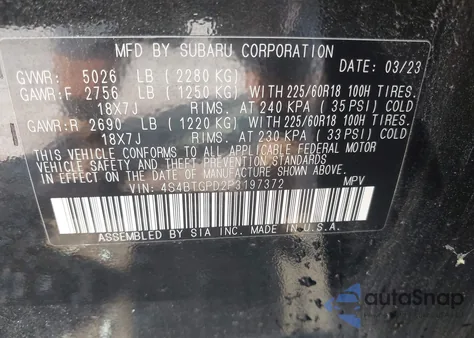 MFD BY SUBARU CORPORATION
DATE: 03/23
GVWR: 5026 LB (2280 KG)
GAWR:F 2756 LB (1250 KG) WITH 225/60R18 100H TIRES.
18X7J RIMS. AT 240 KPA (35 PSI) COLD
GAWR:R 2690 LB (1220 KG) WITH 225/60R18 100H TIRES.
18X7J RIMS. AT 230 KPA (33 PSI) COLD
THIS VEHICLE CONFORMS TO ALL APPLICABLE FEDERAL MOTOR
VEHICLE SAFETY AND THEFT PREVENTION STANDARDS
IN EFFECT ON THE DATE OF MANUFACTURE SHOWN ABOVE.
VIN: 4S4BTGPD2P3197372 MPV
ASSEMBLED BY SIA INC. MADE IN U.S.A.
autoSnap